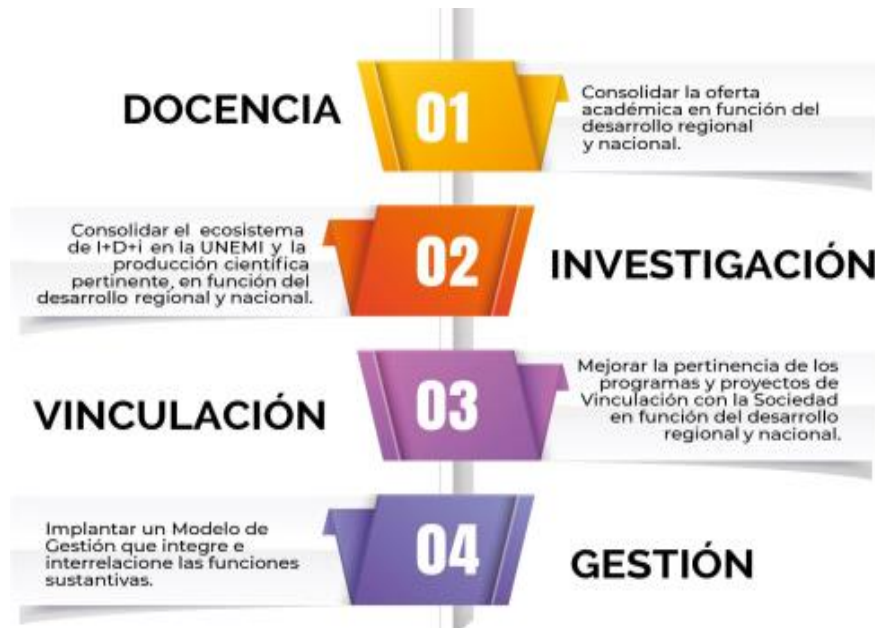 DOCENCIA
01
Consolidar la oferta
académica en función del
desarrollo regional
y nacional.
Consolidar el ecosistema
de I+D+i en la UNEMI y la
producción científica
pertinente, en función del
desarrollo regional y nacional.
02
INVESTIGACIÓN
VINCULACIÓN
03
Mejorar la pertinencia de los
programas y proyectos de
Vinculación con la Sociedad
en función del desarrollo
regional y nacional.
Implantar un Modelo de
Gestión que integre e
interrelacione las funciones
sustantivas.
04
GESTIÓN